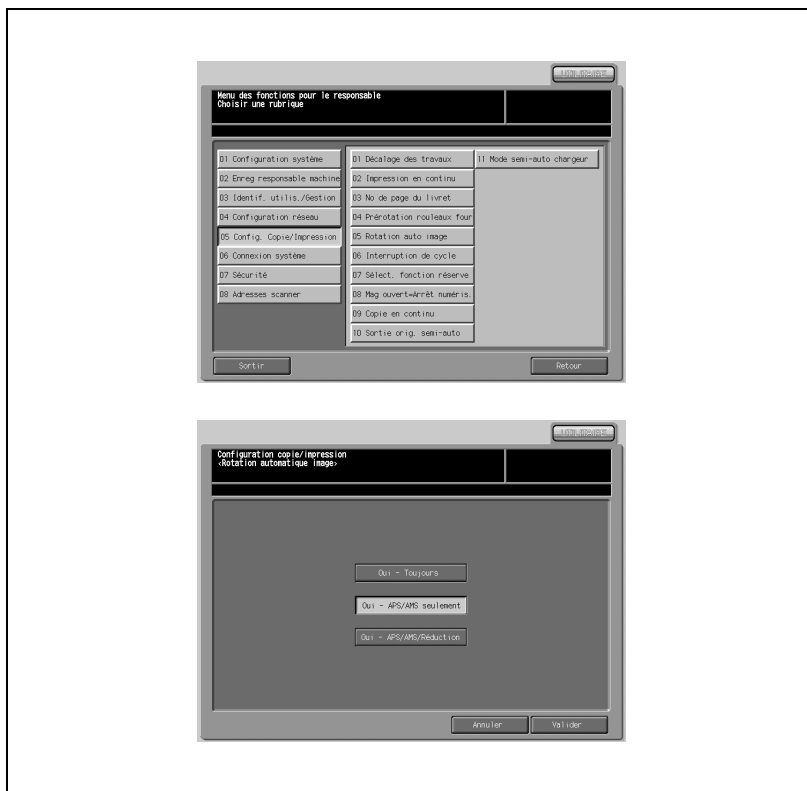 UTILITAIRE
Menu des fonctions pour le responsable
Choisir une rubrique
01 Configuration système
02 Enreg responsable machine
03 Identif. utilis./Gestion
04 Configuration réseau
05 Config. Copie/Impression
06 Connexion système
07 Sécurité
08 Adresses scanner
01 Décalage des travaux
02 Impression en continu
03 No de page du livret
04 Prérotation rouleaux four
05 Rotation auto image
06 Interruption de cycle
07 Sélect. fonction réserve
08 Mag ouvert=Arrêt numéris.
09 Copie en continu
10 Sortie orig. semi-auto
11 Mode semi-auto chargeur
Sortir
Retour
UTILITAIRE
Configuration copie/impression
<Rotation automatique image>
Oui - Toujours
Oui - APS/AMS seulement
Oui - APS/AMS/Réduction
Annuler
Valider